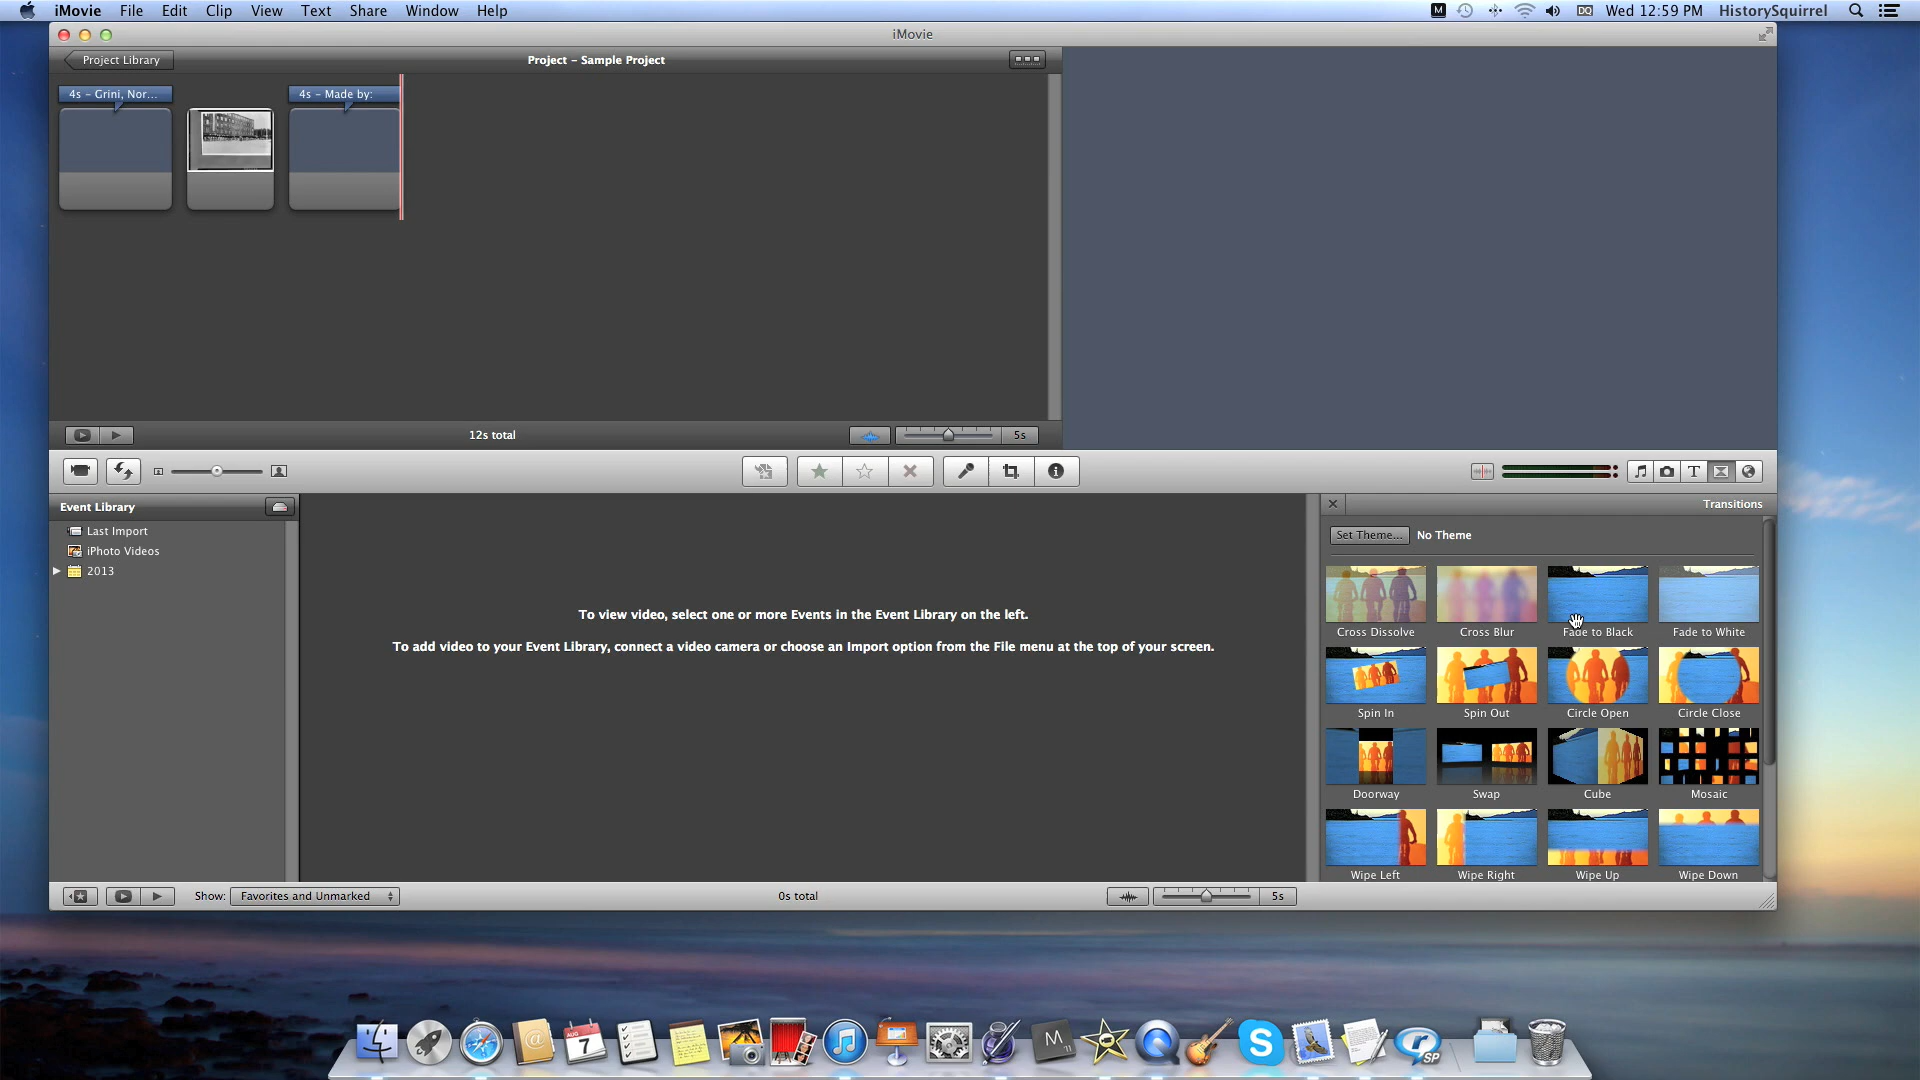 iMovie File Edit Clip View Text Share Window Help
M DQ Wed 12:59 PM HistorySquirrel
iMovie
Project Library
Project – Sample Project
4s – Grini, Nor...
4s – Made by:
12s total
5s
T
Event Library
Transitions
Last Import
iPhoto Videos
2013
Set Theme... No Theme
To view video, select one or more Events in the Event Library on the left.
To add video to your Event Library, connect a video camera or choose an Import option from the File menu at the top of your screen.
Cross Dissolve Cross Blur Fade to Black Fade to White
Spin In Spin Out Circle Open Circle Close
Doorway Swap Cube Mosaic
Wipe Left Wipe Right Wipe Up Wipe Down
Show: Favorites and Unmarked
0s total
5s
AUG
7
M
11
S
SP